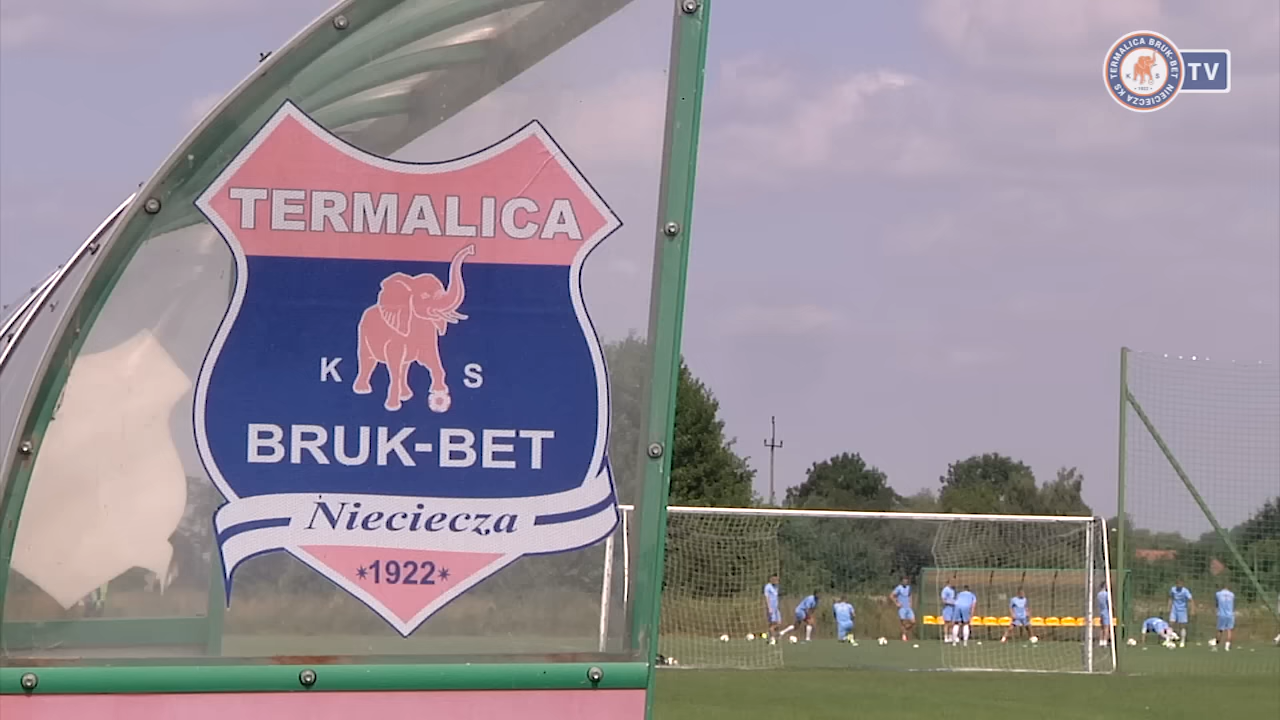 TERMALICA
K S
BRUK-BET
Nieciecza
*1922*
TERMALICA BRUK-BET NIECIECZA KS
K S
1922
TV